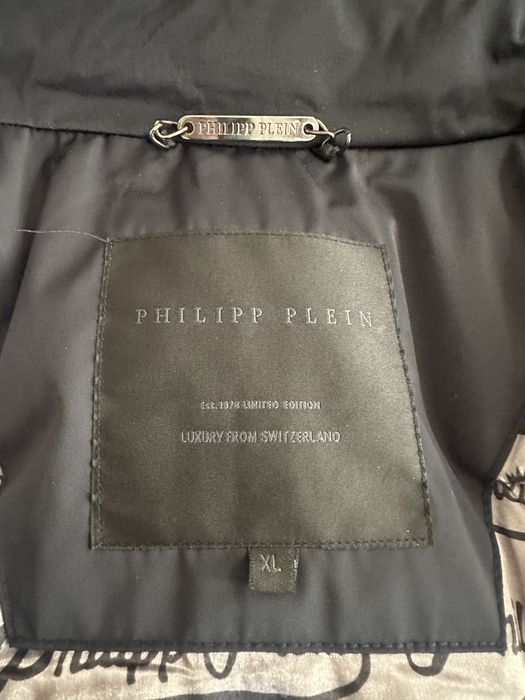 PHILIPP PLEIN
PHILIPP PLEIN
EST. 1978 LIMITED EDITION
LUXURY FROM SWITZERLAND
XL